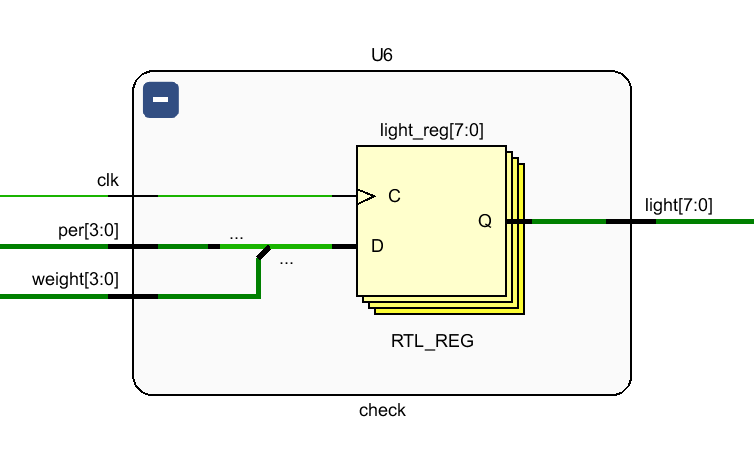 U6
light_reg[7:0]
clk
C
light[7:0]
per[3:0]
...
Q
D
weight[3:0]
...
RTL_REG
check